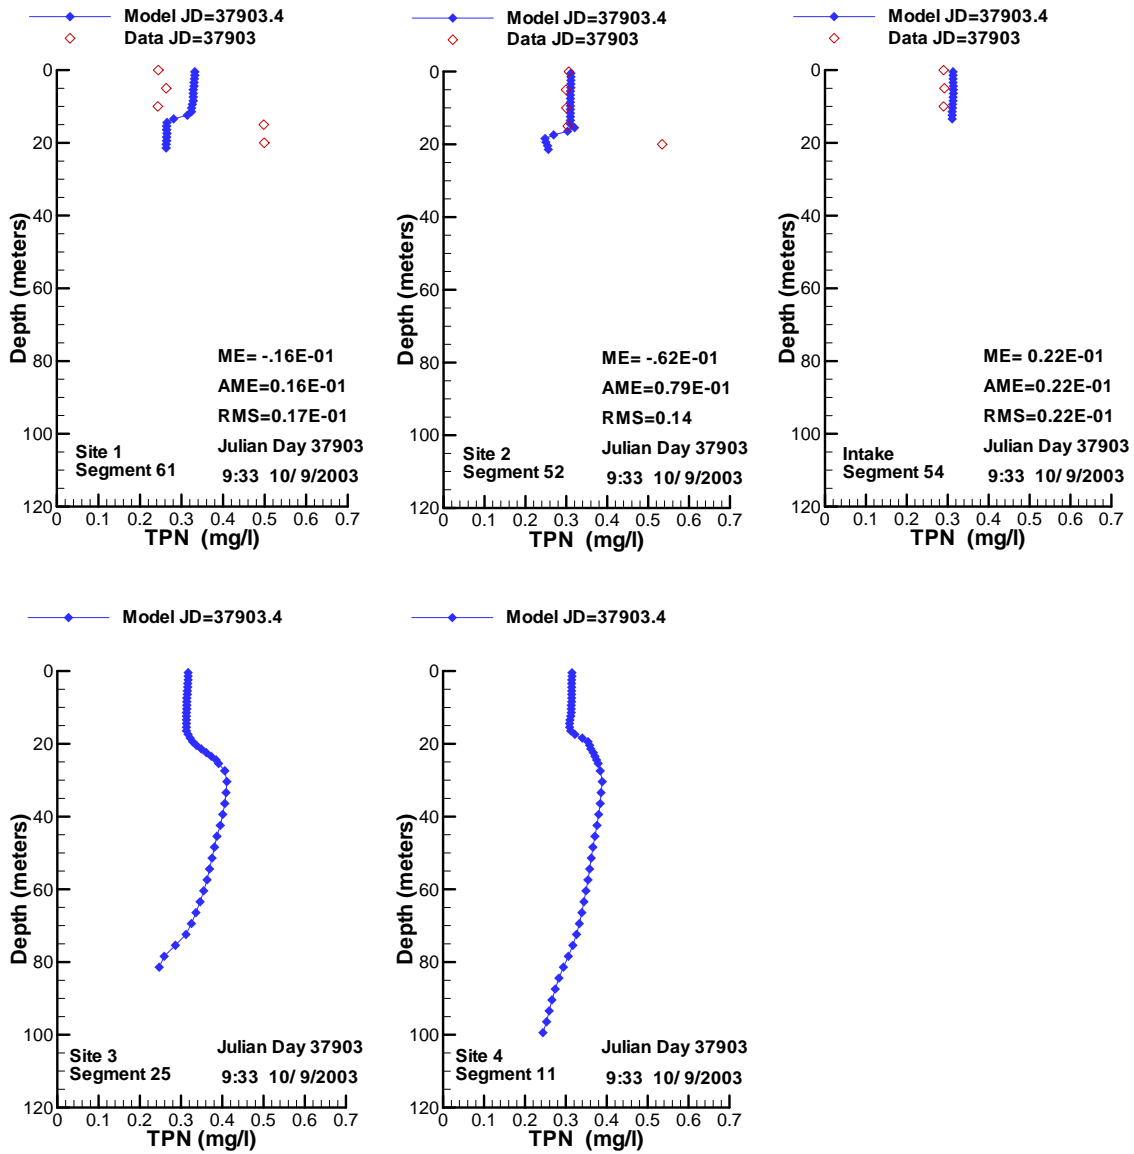 Model JD=37903.4
Data JD=37903
0
20
40
60
80
100
120
Depth (meters)
ME= -.16E-01
AME=0.16E-01
RMS=0.17E-01
Julian Day 37903
9:33 10/ 9/2003
Site 1
Segment 61
0 0.1 0.2 0.3 0.4 0.5 0.6 0.7
TPN (mg/l)
Model JD=37903.4
Data JD=37903
0
20
40
60
80
100
120
Depth (meters)
ME= -.62E-01
AME=0.79E-01
RMS=0.14
Julian Day 37903
9:33 10/ 9/2003
Site 2
Segment 52
0 0.1 0.2 0.3 0.4 0.5 0.6 0.7
TPN (mg/l)
Model JD=37903.4
Data JD=37903
0
20
40
60
80
100
120
Depth (meters)
ME= 0.22E-01
AME=0.22E-01
RMS=0.22E-01
Julian Day 37903
9:33 10/ 9/2003
Intake
Segment 54
0 0.1 0.2 0.3 0.4 0.5 0.6 0.7
TPN (mg/l)
Model JD=37903.4
0
20
40
60
80
100
120
Depth (meters)
Julian Day 37903
9:33 10/ 9/2003
Site 3
Segment 25
0 0.1 0.2 0.3 0.4 0.5 0.6 0.7
TPN (mg/l)
Model JD=37903.4
0
20
40
60
80
100
120
Depth (meters)
Julian Day 37903
9:33 10/ 9/2003
Site 4
Segment 11
0 0.1 0.2 0.3 0.4 0.5 0.6 0.7
TPN (mg/l)